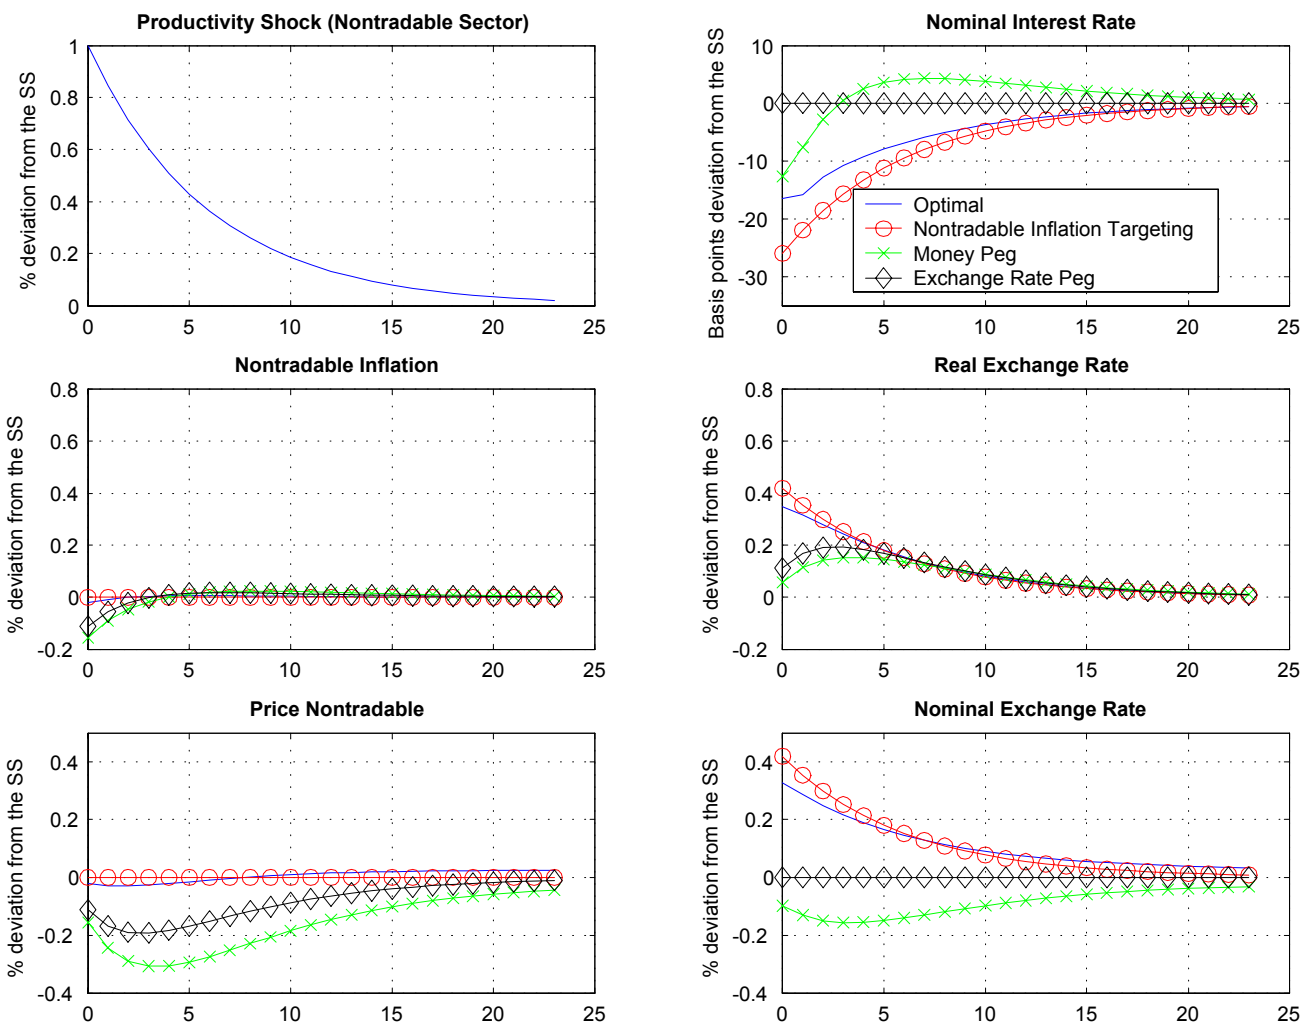 Productivity Shock (Nontradable Sector)
% deviation from the SS
1
0.8
0.6
0.4
0.2
0
0 5 10 15 20 25
Nominal Interest Rate
Basis points deviation from the SS
10
0
-10
-20
-30
Optimal
Nontradable Inflation Targeting
Money Peg
Exchange Rate Peg
0 5 10 15 20 25
Nontradable Inflation
% deviation from the SS
0.8
0.6
0.4
0.2
0
-0.2
0 5 10 15 20 25
Real Exchange Rate
% deviation from the SS
0.8
0.6
0.4
0.2
0
-0.2
0 5 10 15 20 25
Price Nontradable
% deviation from the SS
0.4
0.2
0
-0.2
-0.4
0 5 10 15 20 25
Nominal Exchange Rate
% deviation from the SS
0.4
0.2
0
-0.2
-0.4
0 5 10 15 20 25